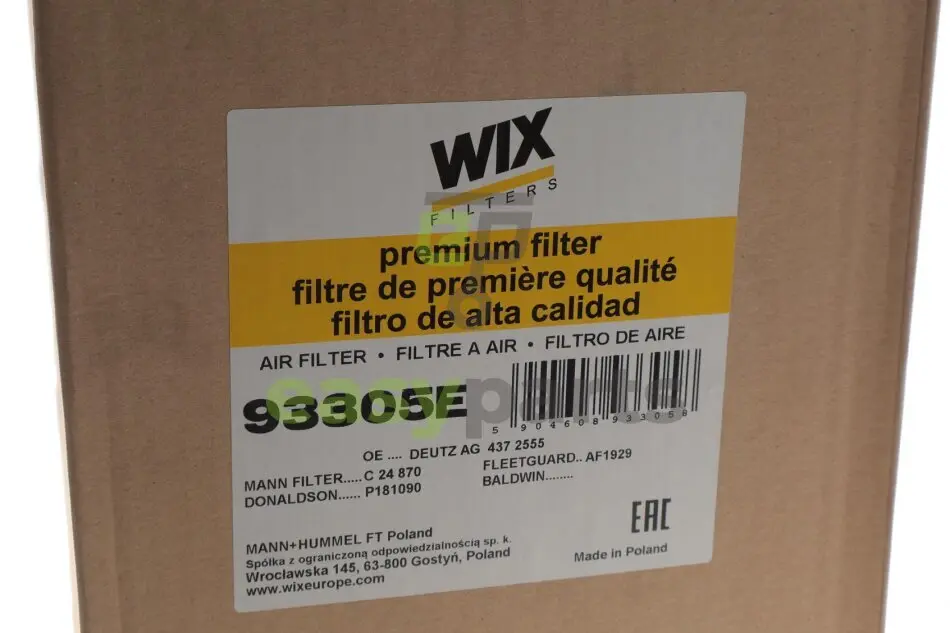 WIX
FILTERS
premium filter
filtre de première qualité
filtro de alta calidad
AIR FILTER • FILTRE A AIR • FILTRO DE AIRE
93305E
easyparts
5 904608 933058
OE .... DEUTZ AG 437 2555
MANN FILTER..... C 24 870
FLEETGUARD.. AF1929
DONALDSON...... P181090
BALDWIN........
EAC
MANN+HUMMEL FT Poland
Spółka z ograniczoną odpowiedzialnością sp. k.
Wrocławska 145, 63-800 Gostyń, Poland
www.wixeurope.com
Made in Poland